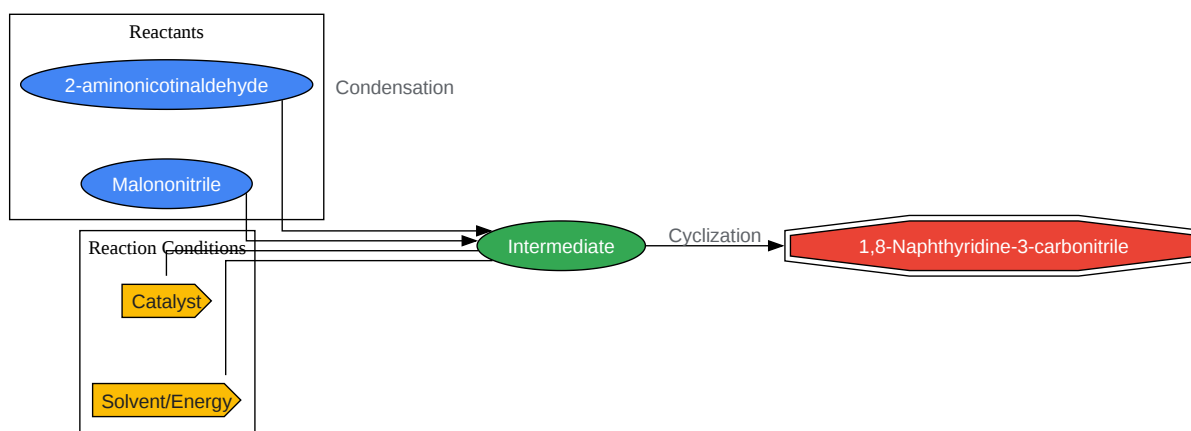 Reactants
2-aminonicotinaldehyde
Condensation
Malononitrile
Reaction Conditions
Intermediate
Cyclization
1,8-Naphthyridine-3-carbonitrile
Catalyst
Solvent/Energy